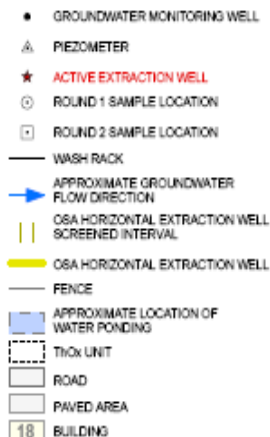 GROUNDWATER MONITORING WELL
PIEZOMETER
ACTIVE EXTRACTION WELL
ROUND 1 SAMPLE LOCATION
ROUND 2 SAMPLE LOCATION
WASH RACK
APPROXIMATE GROUNDWATER
FLOW DIRECTION
OSA HORIZONTAL EXTRACTION WELL
SCREENED INTERVAL
OSA HORIZONTAL EXTRACTION WELL
FENCE
APPROXIMATE LOCATION OF
WATER PONDING
ThOx UNIT
ROAD
PAVED AREA
18 BUILDING